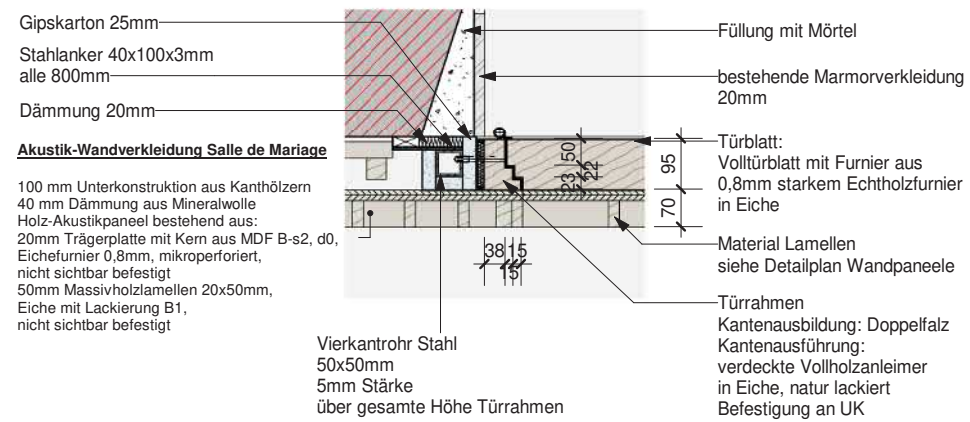 Gipskarton 25mm
Stahlanker 40x100x3mm
alle 800mm
Dämmung 20mm
Akustik-Wandverkleidung Salle de Mariage
100 mm Unterkonstruktion aus Kanthölzern
40 mm Dämmung aus Mineralwolle
Holz-Akustikpaneel bestehend aus:
20mm Trägerplatte mit Kern aus MDF B-s2, d0,
Eichefurnier 0,8mm, mikroperforiert,
nicht sichtbar befestigt
50mm Massivholzlamellen 20x50mm,
Eiche mit Lackierung B1,
nicht sichtbar befestigt
Vierkantrohr Stahl
50x50mm
5mm Stärke
über gesamte Höhe Türrahmen
50
22
23
95
70
38
15
15
Füllung mit Mörtel
bestehende Marmorverkleidung
20mm
Türblatt:
Volltürblatt mit Furnier aus
0,8mm starkem Echtholzfurnier
in Eiche
Material Lamellen
siehe Detailplan Wandpaneele
Türrahmen
Kantenausbildung: Doppelfalz
Kantenausführung:
verdeckte Vollholzanleimer
in Eiche, natur lackiert
Befestigung an UK